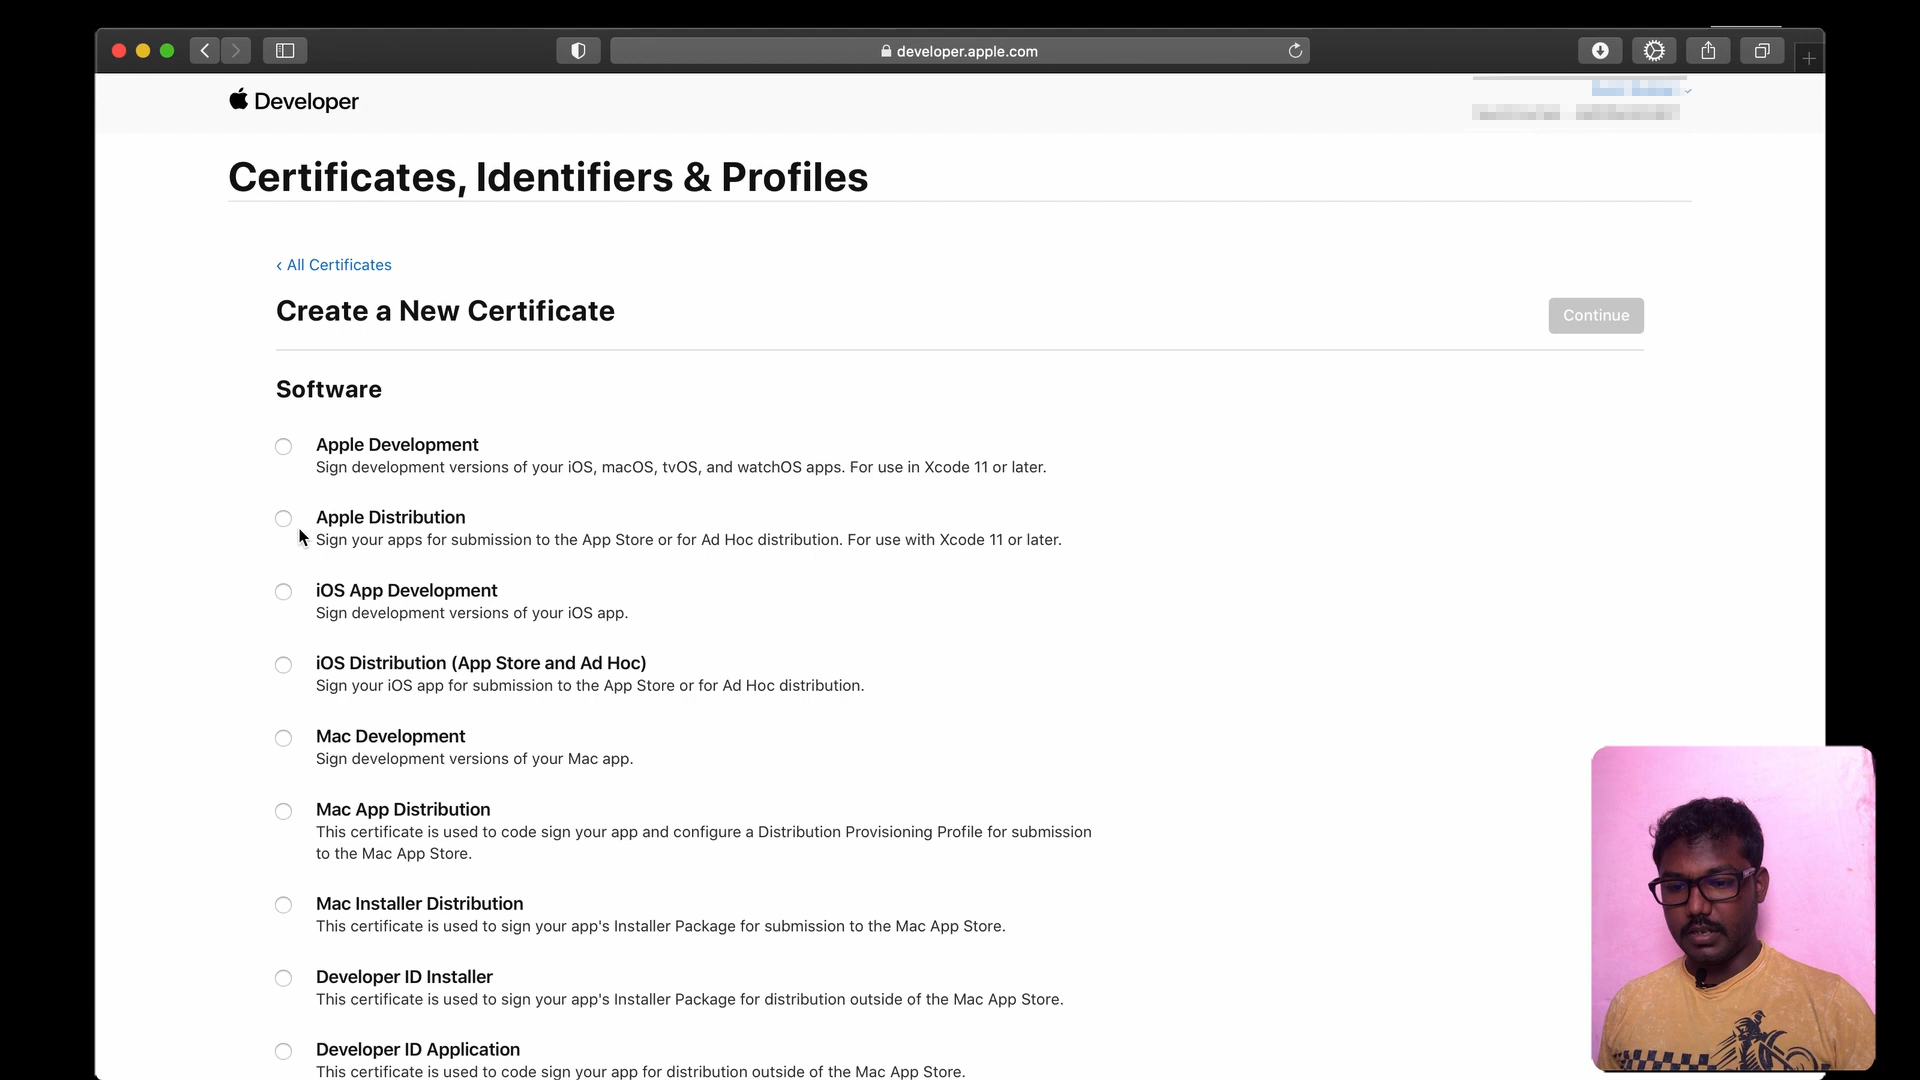 developer.apple.com
Developer
Certificates, Identifiers & Profiles
‹ All Certificates
Create a New Certificate
Continue
Software
Apple Development
Sign development versions of your iOS, macOS, tvOS, and watchOS apps. For use in Xcode 11 or later.
Apple Distribution
Sign your apps for submission to the App Store or for Ad Hoc distribution. For use with Xcode 11 or later.
iOS App Development
Sign development versions of your iOS app.
iOS Distribution (App Store and Ad Hoc)
Sign your iOS app for submission to the App Store or for Ad Hoc distribution.
Mac Development
Sign development versions of your Mac app.
Mac App Distribution
This certificate is used to code sign your app and configure a Distribution Provisioning Profile for submission
to the Mac App Store.
Mac Installer Distribution
This certificate is used to sign your app's Installer Package for submission to the Mac App Store.
Developer ID Installer
This certificate is used to sign your app's Installer Package for distribution outside of the Mac App Store.
Developer ID Application
This certificate is used to code sign your app for distribution outside of the Mac App Store.